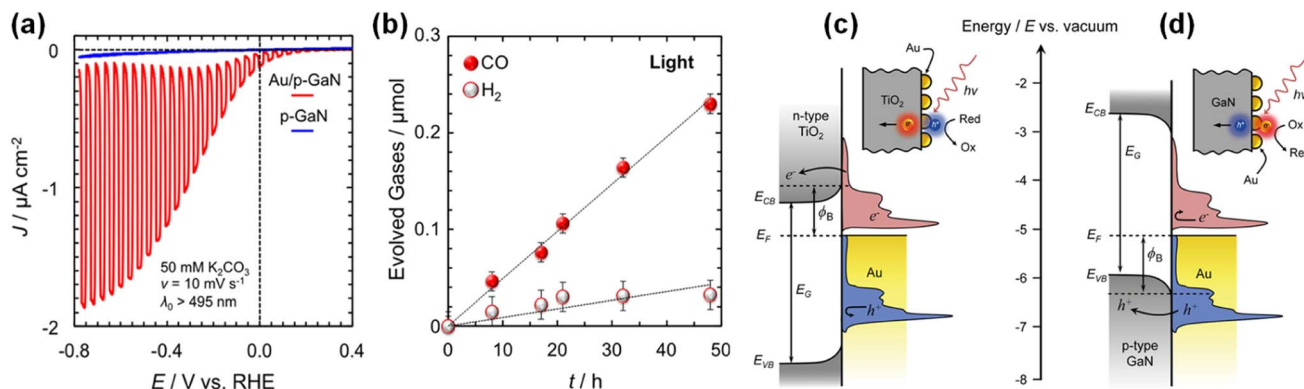 (a)
0
-1
-2
J / μA cm-2
Au/p-GaN
p-GaN
50 mM K2CO3
ν = 10 mV s-1
λ0 > 495 nm
-0.8
-0.4
0.0
0.4
E / V vs. RHE
(b)
0.3
0.2
0.1
0.0
Evolved Gases / μmol
CO
H2
Light
0
10
20
30
40
50
t / h
(c)
n-type
TiO2
Au
TiO2
hν
e-
h+
Red
Ox
e-
ECB
EG
ϕB
e-
EF
Au
h+
EVB
Energy / E vs. vacuum
-2
-3
-4
-5
-6
-7
-8
(d)
GaN
hν
h+
e-
Ox
Re
Au
ECB
EG
e-
EF
ϕB
Au
EVB
h+
h+
p-type
GaN